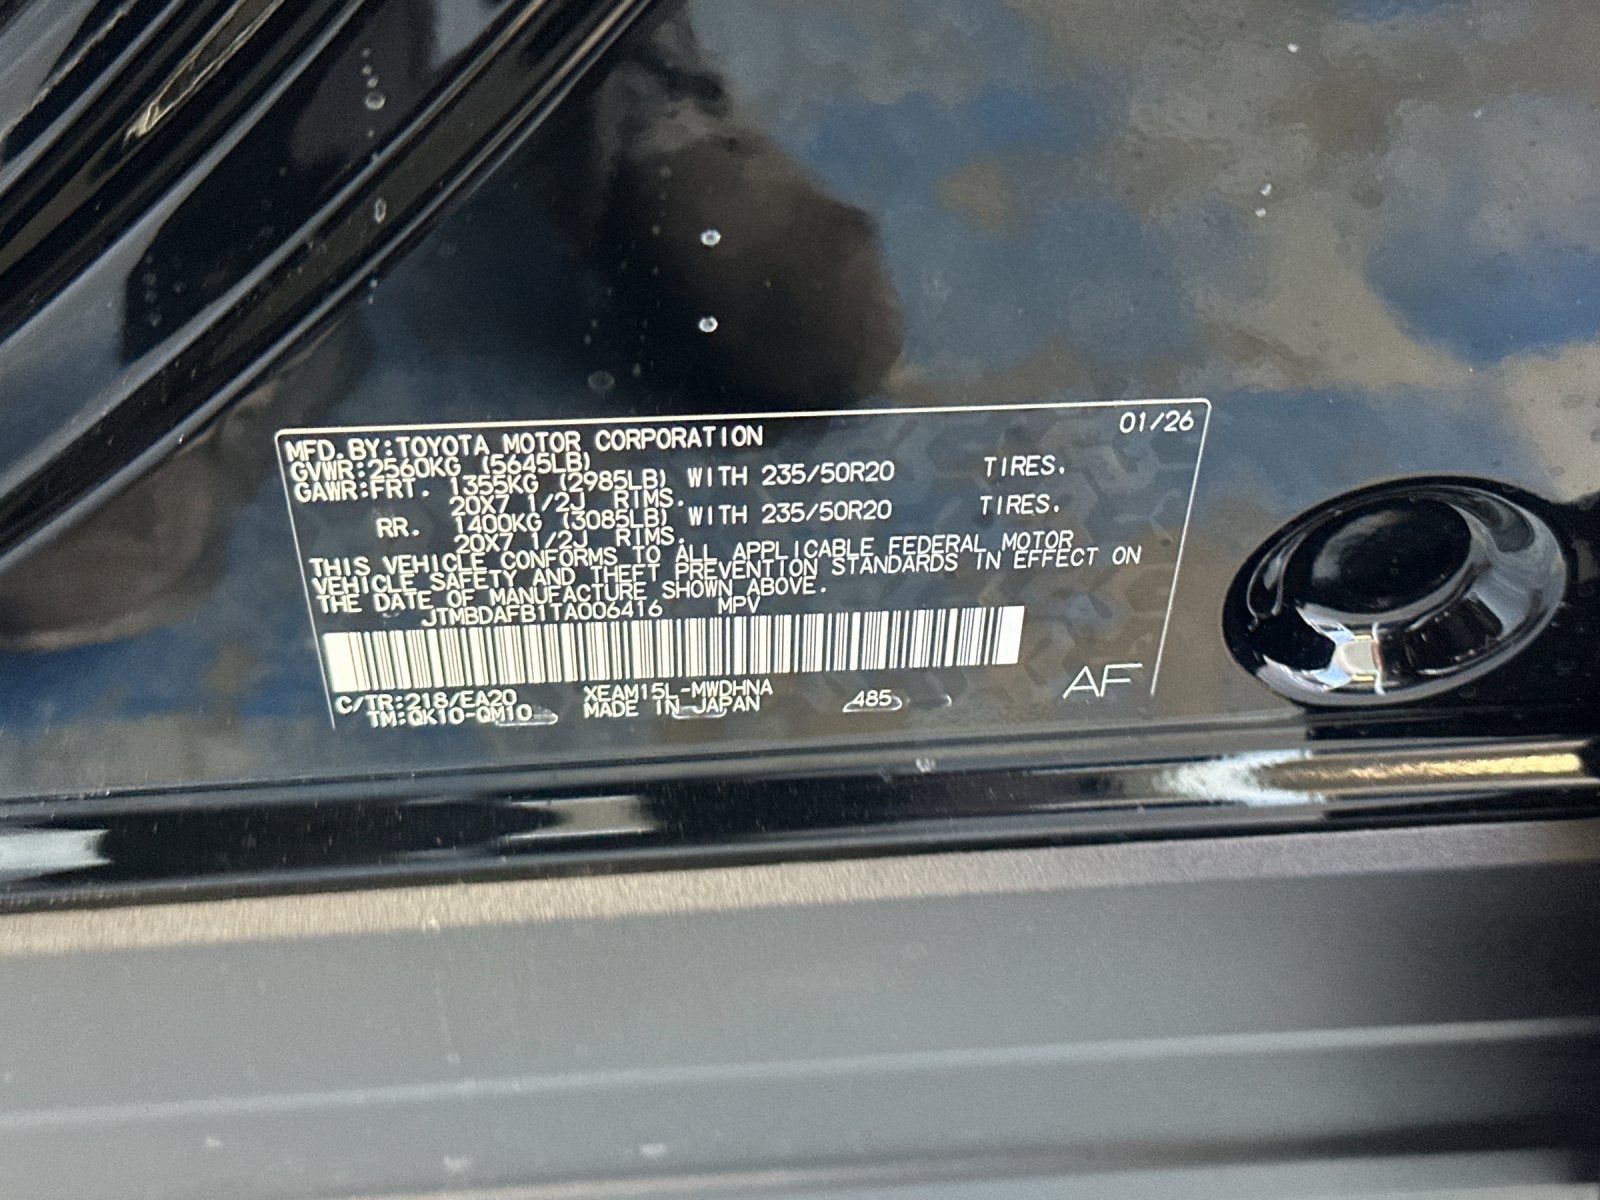 01/26
MFD.BY:TOYOTA MOTOR CORPORATION
GVWR:2560KG (5645LB)
GAWR:FRT. 1355KG (2985LB) WITH 235/50R20 TIRES.
20X7 1/2J RIMS.
RR. 1400KG (3085LB) WITH 235/50R20 TIRES.
20X7 1/2J RIMS.
THIS VEHICLE CONFORMS TO ALL APPLICABLE FEDERAL MOTOR
VEHICLE SAFETY AND THEFT PREVENTION STANDARDS IN EFFECT ON
THE DATE OF MANUFACTURE SHOWN ABOVE.
JTMBDAFB1TA006416 MPV
C/TR:218/EA20 XEAM15L-MWDHNA 485 AF
TM:QK10-QM10 MADE IN JAPAN